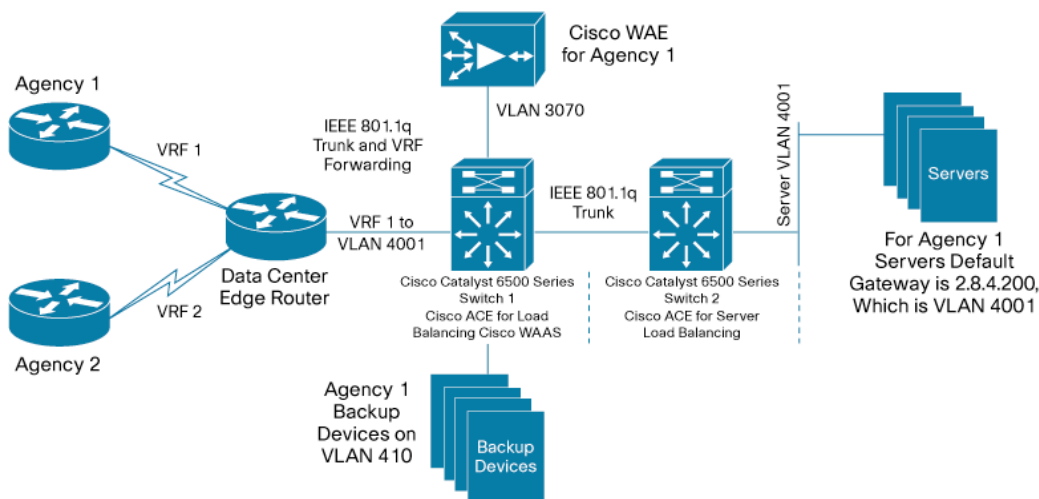 Agency 1
VRF 1
Agency 2
VRF 2
Data Center
Edge Router
IEEE 801.1q
Trunk and VRF
Forwarding
VRF 1 to
VLAN 4001
Cisco WAE
for Agency 1
VLAN 3070
Cisco Catalyst 6500 Series
Switch 1
Cisco ACE for Load
Balancing Cisco WAAS
IEEE 801.1q
Trunk
Cisco Catalyst 6500 Series
Switch 2
Cisco ACE for Server
Load Balancing
Server VLAN 4001
Servers
For Agency 1
Servers Default
Gateway is 2.8.4.200,
Which is VLAN 4001
Agency 1
Backup
Devices on
VLAN 410
Backup
Devices